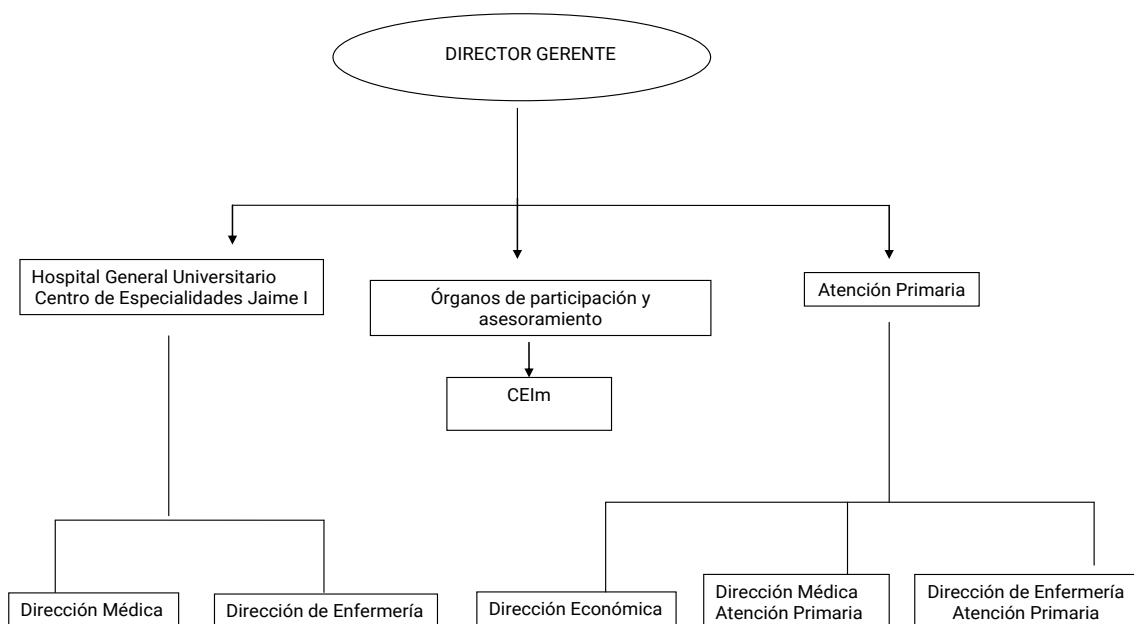 DIRECTOR GERENTE
Hospital General Universitario
Centro de Especialidades Jaime I
Órganos de participación y
asesoramiento
Atención Primaria
CEIm
Dirección Médica
Dirección de Enfermería
Dirección Económica
Dirección Médica
Atención Primaria
Dirección de Enfermería
Atención Primaria